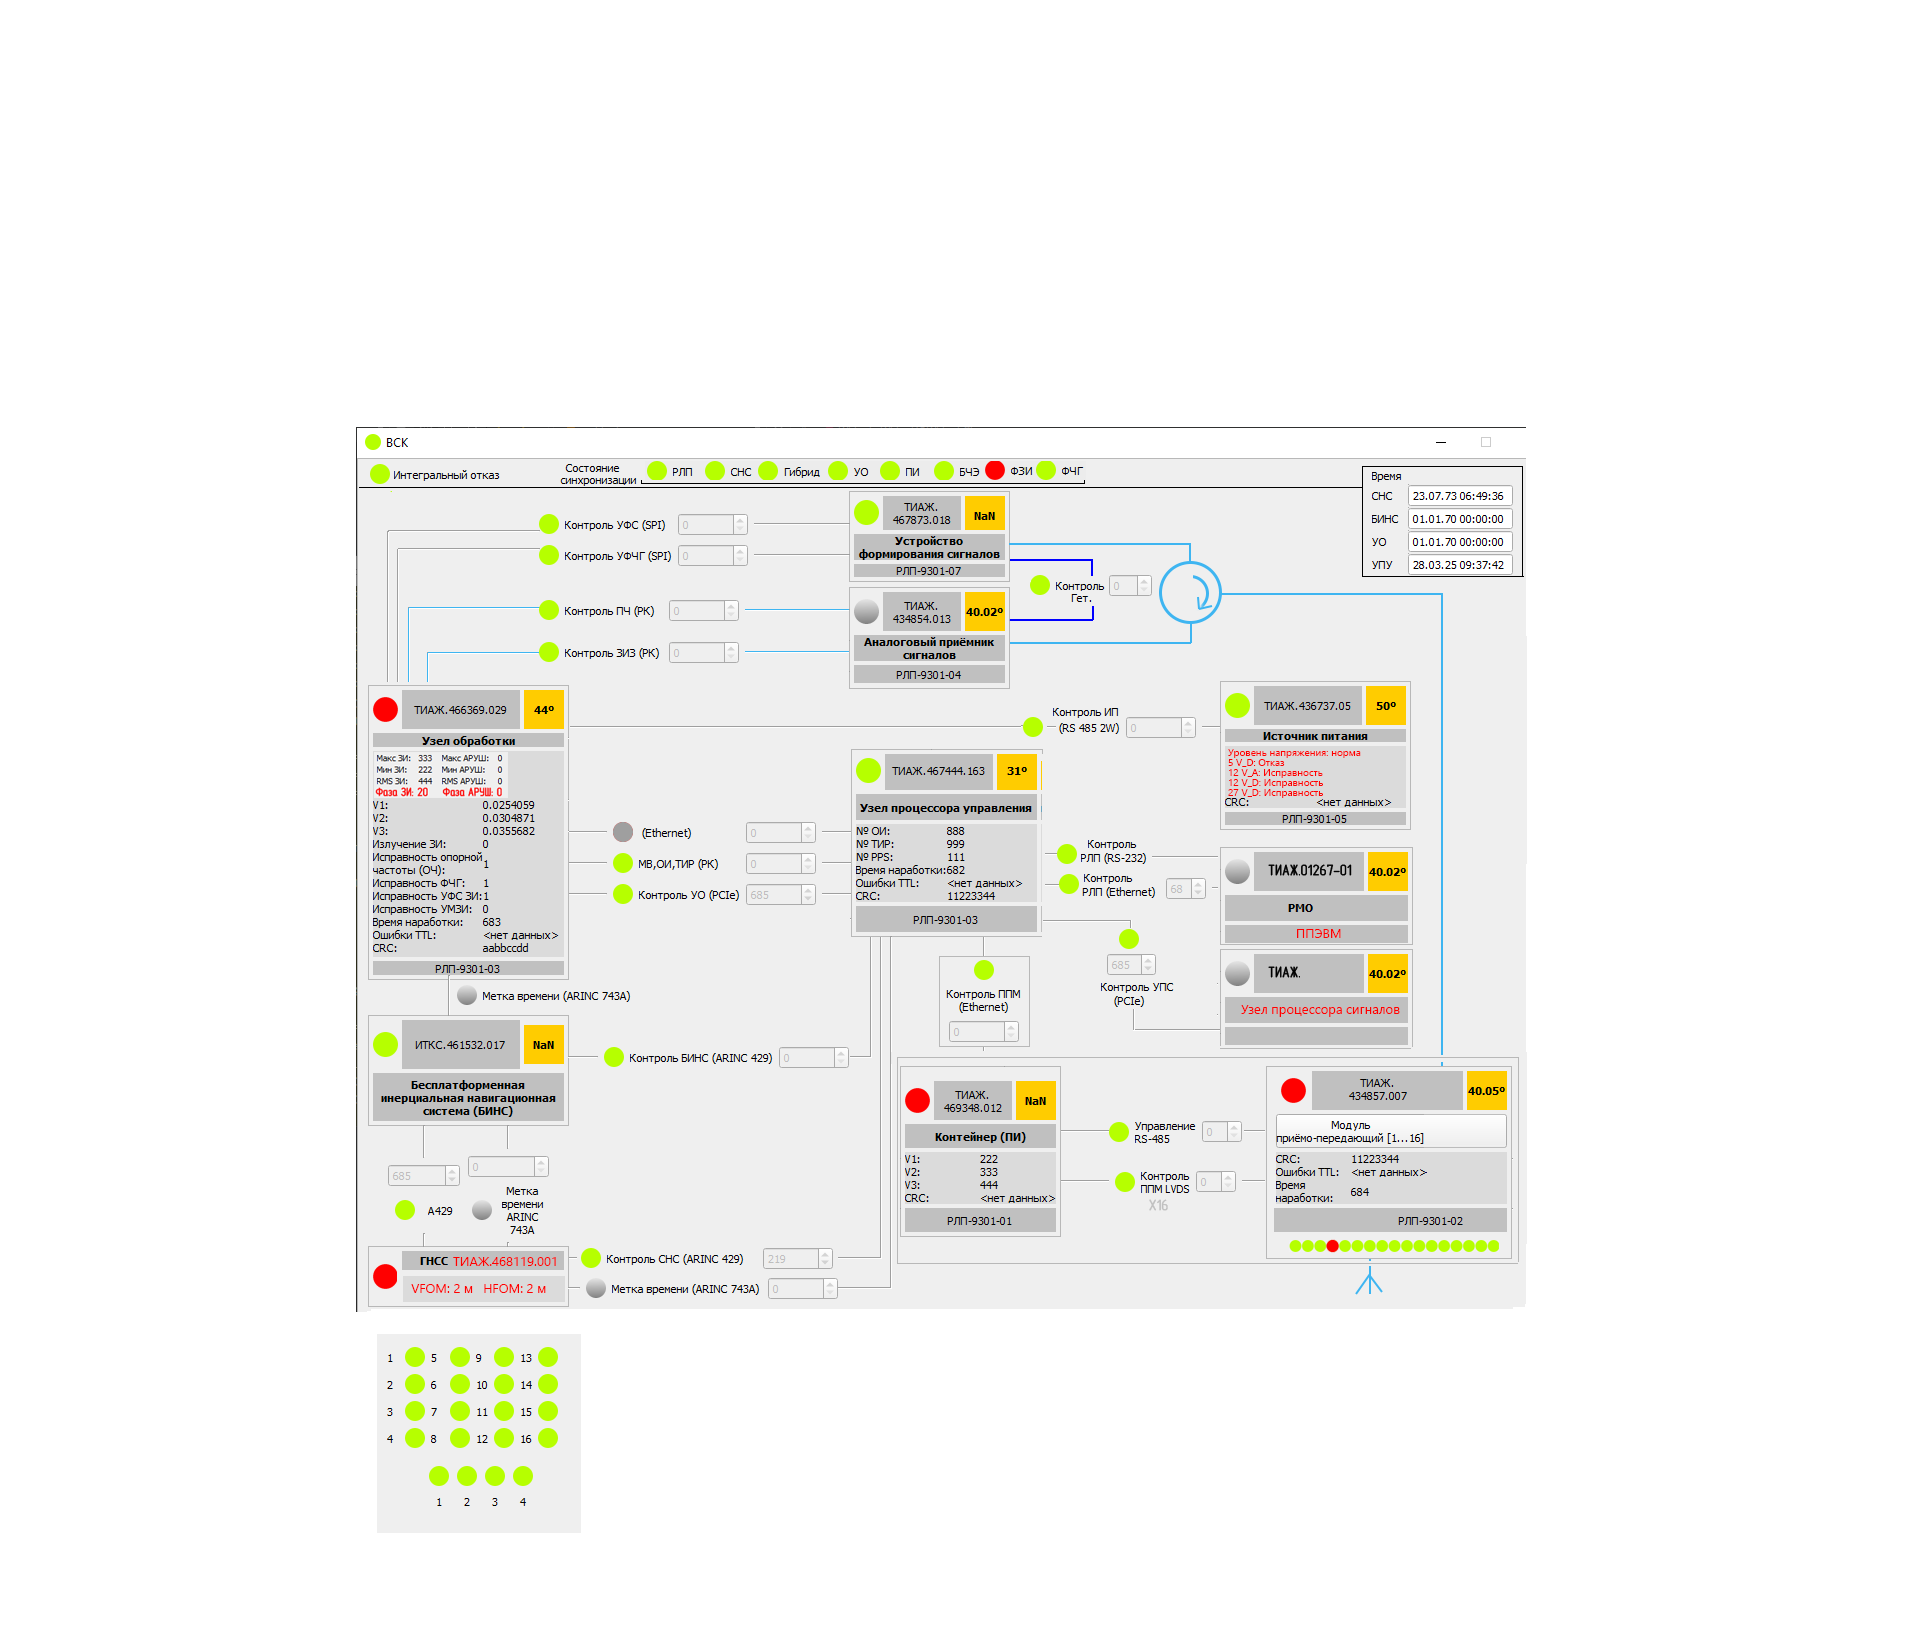 ВСК
Интегральный отказ
Состояние
синхронизации
РЛП
СНС
Гибрид
УО
ПИ
БЧЭ
ФЗИ
ФЧГ
Время
СНС 23.07.73 06:49:36
БИНС 01.01.70 00:00:00
УО 01.01.70 00:00:00
УПУ 28.03.25 09:37:42
Контроль УФС (SPI) 0
Контроль УФЧГ (SPI) 0
Контроль ПЧ (РК) 0
Контроль ЗИЗ (РК) 0
ТИАЖ.
467873.018
NaN
Устройство
формирования сигналов
РЛП-9301-07
ТИАЖ.
434854.013
40.02º
Аналоговый приёмник
сигналов
РЛП-9301-04
Контроль
Гет.
0
ТИАЖ.466369.029
44º
Узел обработки
Макс ЗИ: 333 Макс АРУШ: 0
Мин ЗИ: 222 Мин АРУШ: 0
RMS ЗИ: 444 RMS АРУШ: 0
Фаза ЗИ: 20 Фаза АРУШ: 0
V1: 0.0254059
V2: 0.0304871
V3: 0.0355682
Излучение ЗИ: 0
Исправность опорной
частоты (ОЧ): 1
Исправность ФЧГ: 1
Исправность УФС ЗИ: 1
Исправность УМЗИ: 0
Время наработки: 683
Ошибки TTL: <нет данных>
CRC: aabbccdd
РЛП-9301-03
Контроль ИП
(RS 485 2W)
0
ТИАЖ.436737.05
50º
Источник питания
Уровень напряжения: норма
5 V_D: Отказ
12 V_A: Исправность
12 V_D: Исправность
27 V_D: Исправность
CRC: <нет данных>
РЛП-9301-05
(Ethernet) 0
МВ,ОИ,ТИР (РК) 0
Контроль УО (PCIe) 685
ТИАЖ.467444.163
31º
Узел процессора управления
№ ОИ: 888
№ ТИР: 999
№ PPS: 111
Время наработки: 682
Ошибки TTL: <нет данных>
CRC: 11223344
РЛП-9301-03
Контроль
РЛП (RS-232)
Контроль
РЛП (Ethernet)
68
ТИАЖ.01267-01
40.02º
РМО
ППЭВМ
685
Контроль УПС
(PCIe)
ТИАЖ.
40.02º
Узел процессора сигналов
Контроль ППМ
(Ethernet)
0
Метка времени (ARINC 743A)
ИТКС.461532.017
NaN
Бесплатформенная
инерциальная навигационная
система (БИНС)
Контроль БИНС (ARINC 429) 0
685
0
А429
Метка
времени
ARINC
743A
ГНСС ТИАЖ.468119.001
VFOM: 2 м HFOM: 2 м
Контроль СНС (ARINC 429) 219
Метка времени (ARINC 743A) 0
ТИАЖ.
469348.012
NaN
Контейнер (ПИ)
V1: 222
V2: 333
V3: 444
CRC: <нет данных>
РЛП-9301-01
Управление
RS-485
0
Контроль
ППМ LVDS
0
X16
ТИАЖ.
434857.007
40.05º
Модуль
приёмо-передающий [1...16]
CRC: 11223344
Ошибки TTL: <нет данных>
Время
наработки: 684
РЛП-9301-02
1 5 9 13
2 6 10 14
3 7 11 15
4 8 12 16
1 2 3 4